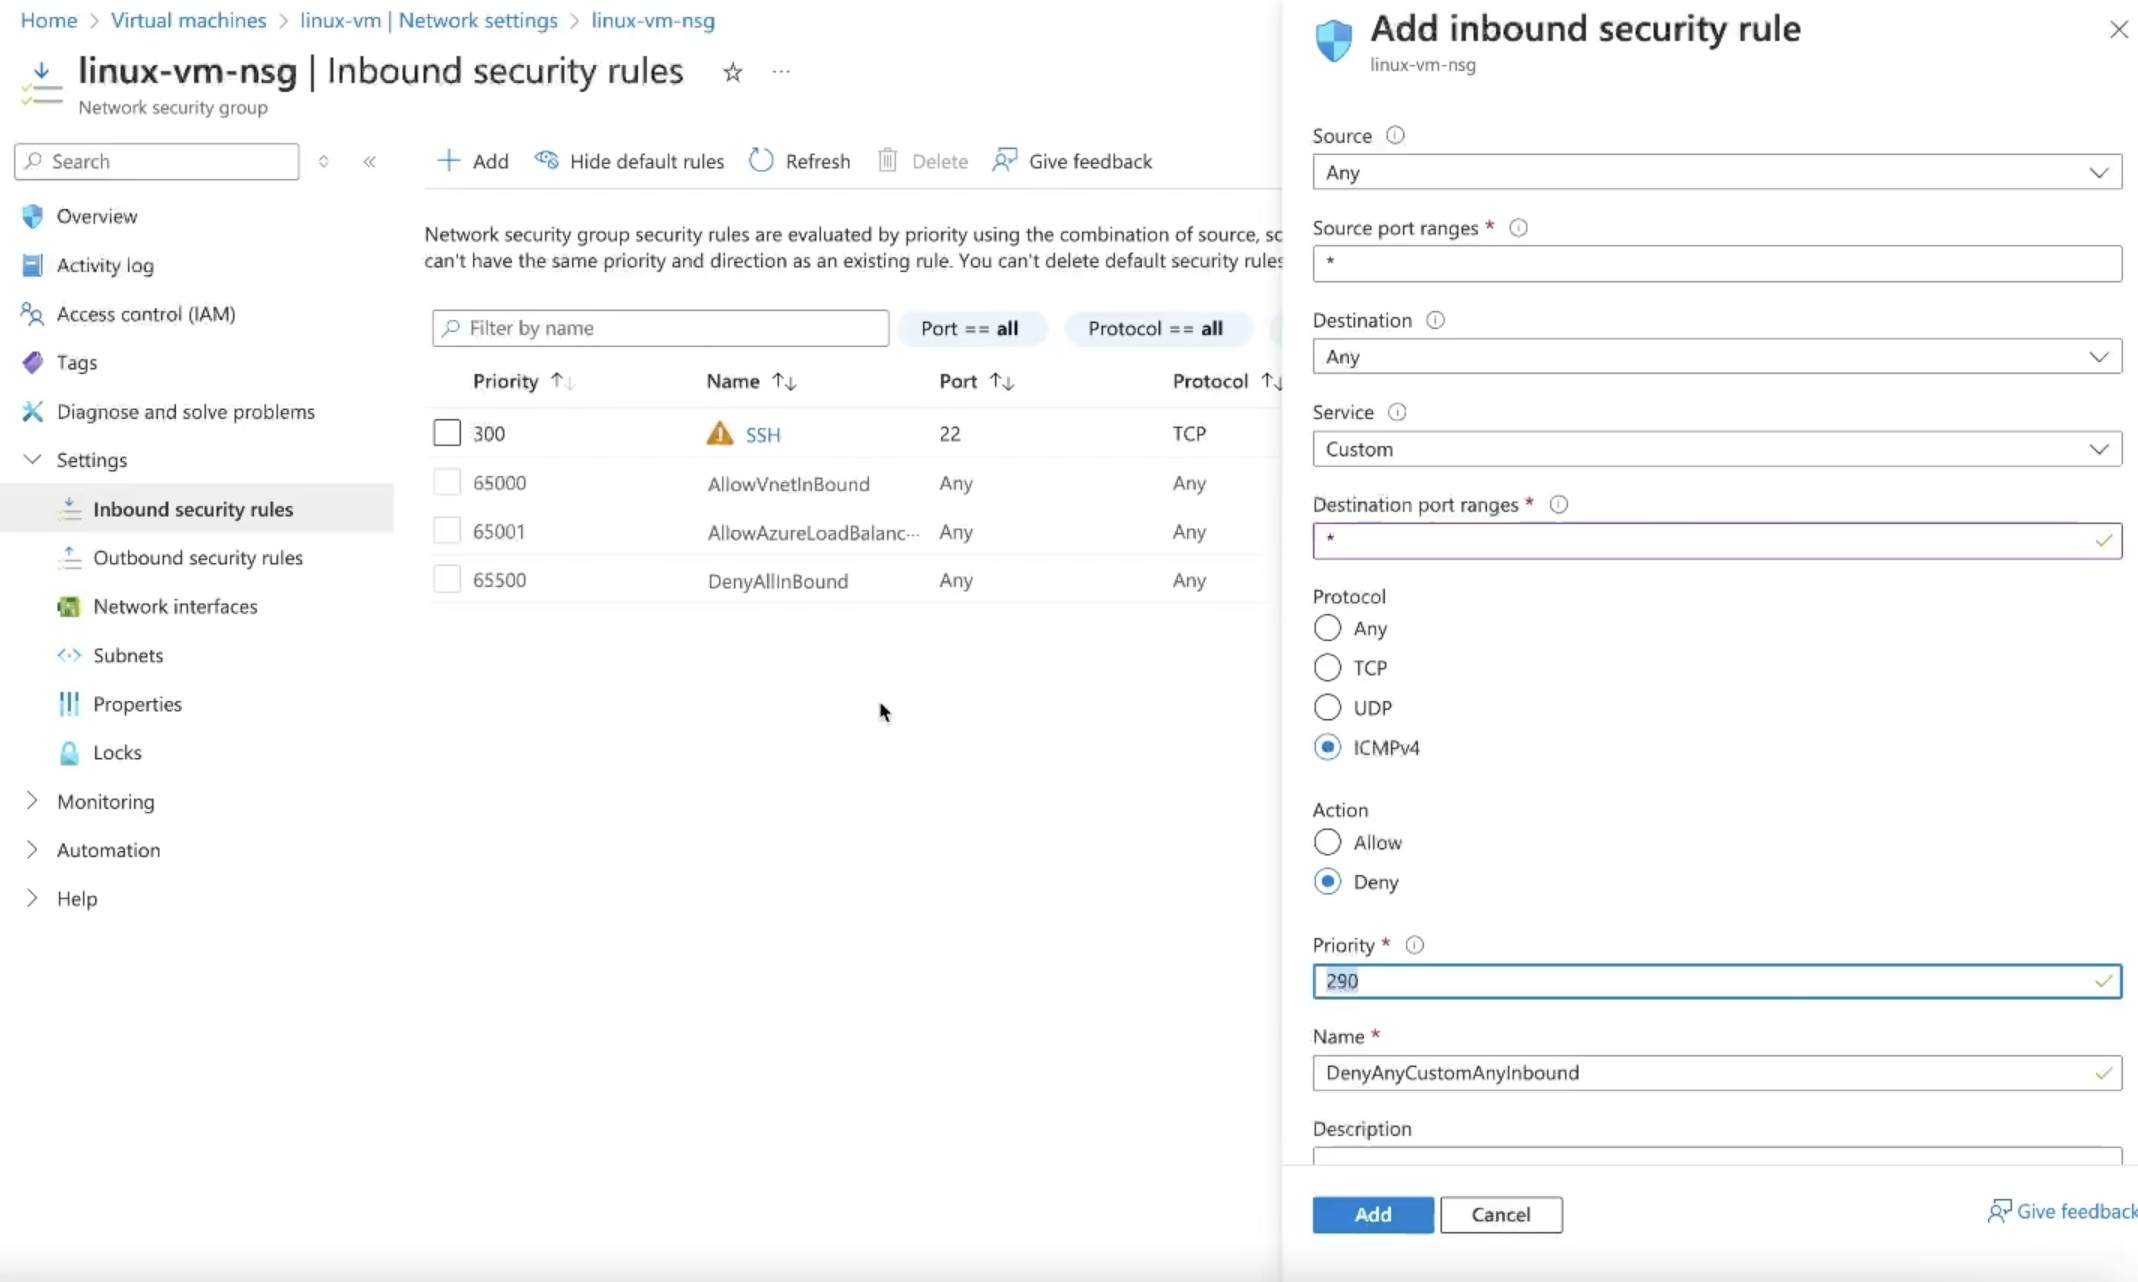 Home > Virtual machines > linux-vm | Network settings > linux-vm-nsg
linux-vm-nsg | Inbound security rules
Network security group
Search
Overview
Activity log
Access control (IAM)
Tags
Diagnose and solve problems
Settings
Inbound security rules
Outbound security rules
Network interfaces
Subnets
Properties
Locks
Monitoring
Automation
Help
Add Hide default rules Refresh Delete Give feedback
Network security group security rules are evaluated by priority using the combination of source,
can't have the same priority and direction as an existing rule. You can't delete default security rules
Filter by name Port == all Protocol == all
Priority Name Port Protocol
300 SSH 22 TCP
65000 AllowVnetInBound Any Any
65001 AllowAzureLoadBalanc... Any Any
65500 DenyAllInBound Any Any
Add inbound security rule
linux-vm-nsg
Source
Any
Source port ranges *
*
Destination
Any
Service
Custom
Destination port ranges *
*
Protocol
Any
TCP
UDP
ICMPv4
Action
Allow
Deny
Priority *
290
Name *
DenyAnyCustomAnyInbound
Description
Add Cancel Give feedback